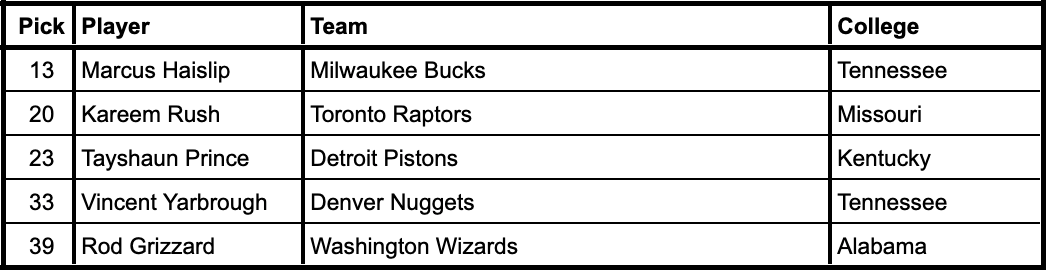 Pick Player Team College
13 Marcus Haislip Milwaukee Bucks Tennessee
20 Kareem Rush Toronto Raptors Missouri
23 Tayshaun Prince Detroit Pistons Kentucky
33 Vincent Yarbrough Denver Nuggets Tennessee
39 Rod Grizzard Washington Wizards Alabama